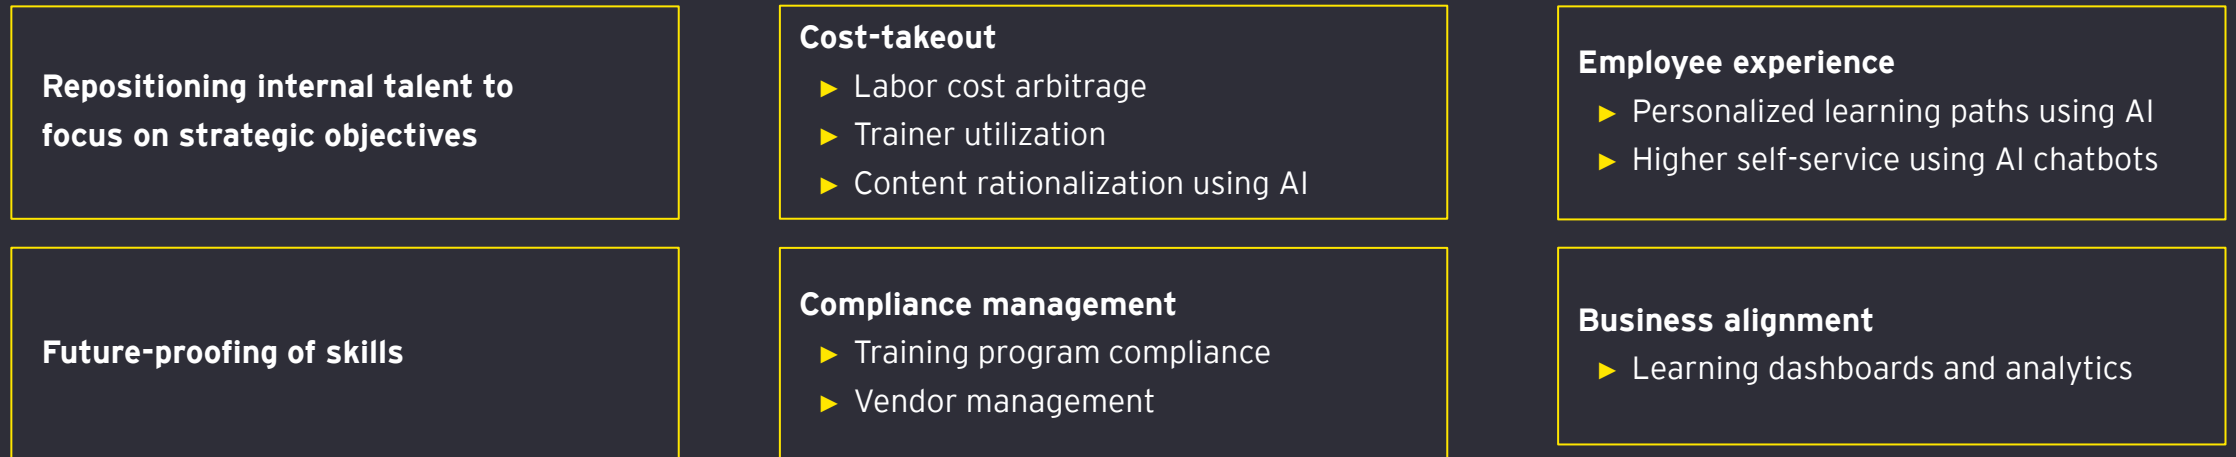 Repositioning internal talent to
focus on strategic objectives
Cost-takeout
► Labor cost arbitrage
► Trainer utilization
► Content rationalization using AI
Employee experience
► Personalized learning paths using AI
► Higher self-service using AI chatbots
Future-proofing of skills
Compliance management
► Training program compliance
► Vendor management
Business alignment
► Learning dashboards and analytics